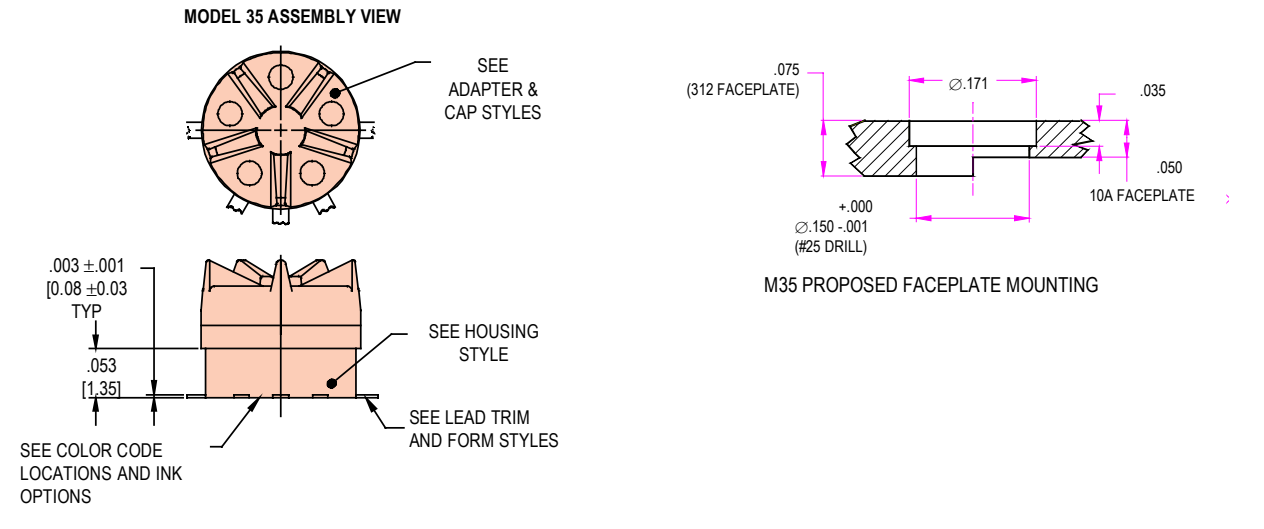 MODEL 35 ASSEMBLY VIEW
SEE
ADAPTER &
CAP STYLES
.003 ±.001
[0.08 ±0.03
TYP
.053
[1.35]
SEE HOUSING
STYLE
SEE LEAD TRIM
AND FORM STYLES
SEE COLOR CODE
LOCATIONS AND INK
OPTIONS
.075
(312 FACEPLATE)
∅.171
.035
.050
10A FACEPLATE
+.000
∅.150 -.001
(#25 DRILL)
M35 PROPOSED FACEPLATE MOUNTING